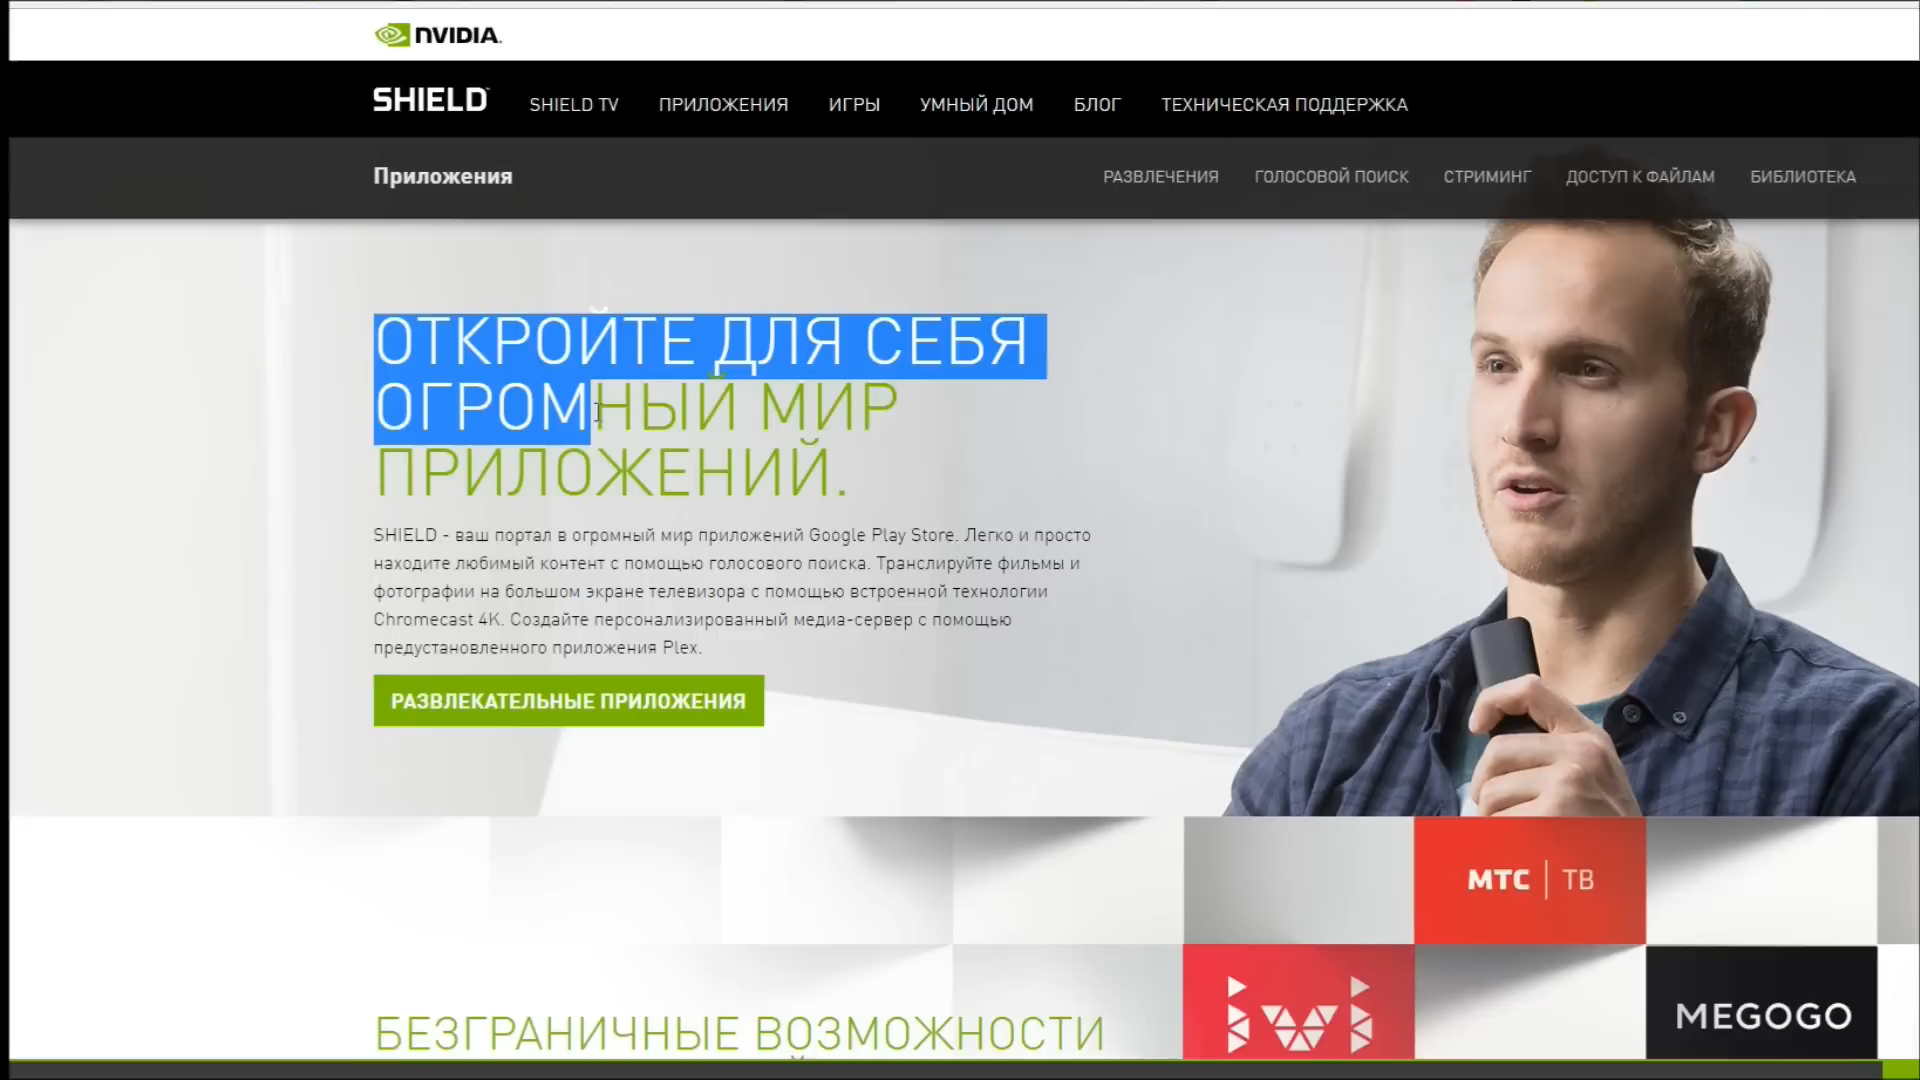 NVIDIA.
SHIELD
SHIELD TV
ПРИЛОЖЕНИЯ
ИГРЫ
УМНЫЙ ДОМ
БЛОГ
ТЕХНИЧЕСКАЯ ПОДДЕРЖКА
Приложения
РАЗВЛЕЧЕНИЯ
ГОЛОСОВОЙ ПОИСК
СТРИМИНГ
ДОСТУП К ФАЙЛАМ
БИБЛИОТЕКА
ОТКРОЙТЕ ДЛЯ СЕБЯ
ОГРОМНЫЙ МИР
ПРИЛОЖЕНИЙ.
SHIELD - ваш портал в огромный мир приложений Google Play Store. Легко и просто
находите любимый контент с помощью голосового поиска. Транслируйте фильмы и
фотографии на большом экране телевизора с помощью встроенной технологии
Chromecast 4K. Создайте персонализированный медиа-сервер с помощью
предустановленного приложения Plex.
РАЗВЛЕКАТЕЛЬНЫЕ ПРИЛОЖЕНИЯ
МТС | ТВ
ivi
MEGOGO
БЕЗГРАНИЧНЫЕ ВОЗМОЖНОСТИ